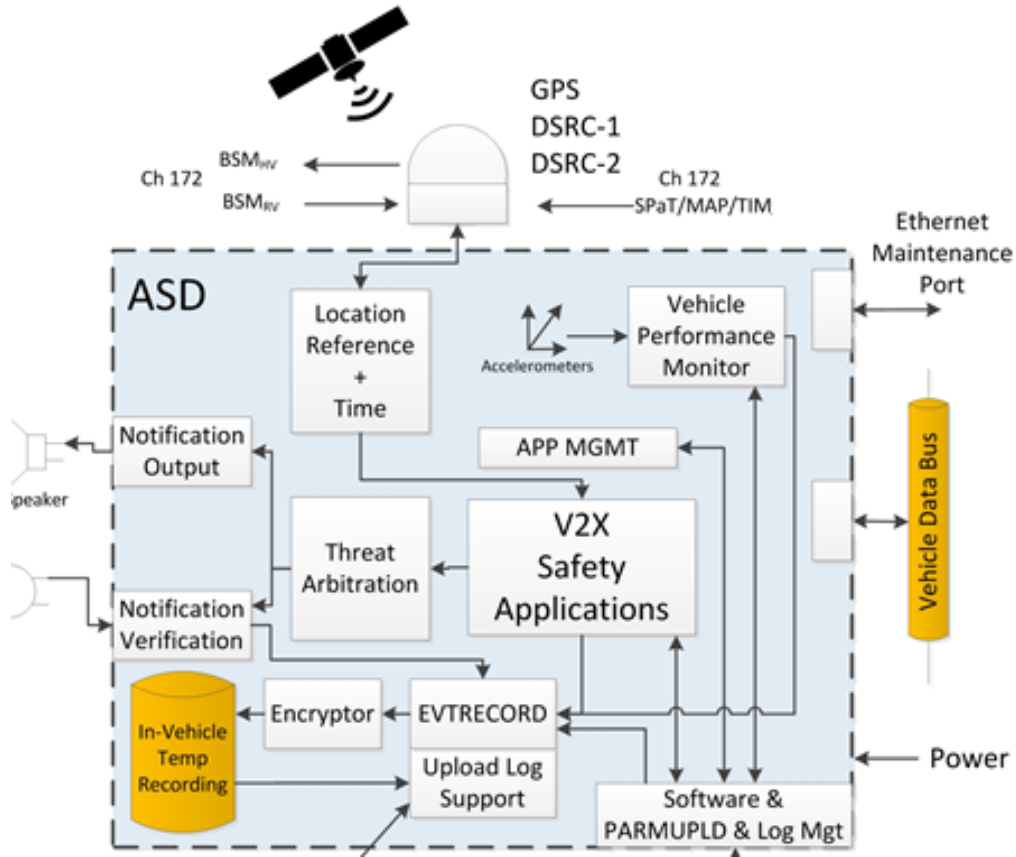 GPS
DSRC-1
DSRC-2
BSMHV
Ch 172
BSMRV
Ch 172
SPaT/MAP/TIM
Ethernet
Maintenance
Port
ASD
Location
Reference
+
Time
Accelerometers
Vehicle
Performance
Monitor
Notification
Output
peaker
APP MGMT
Vehicle Data Bus
Threat
Arbitration
V2X
Safety
Applications
Notification
Verification
In-Vehicle
Temp
Recording
Encryptor
EVTRECORD
Upload Log
Support
Power
Software &
PARMUPLD & Log Mgt